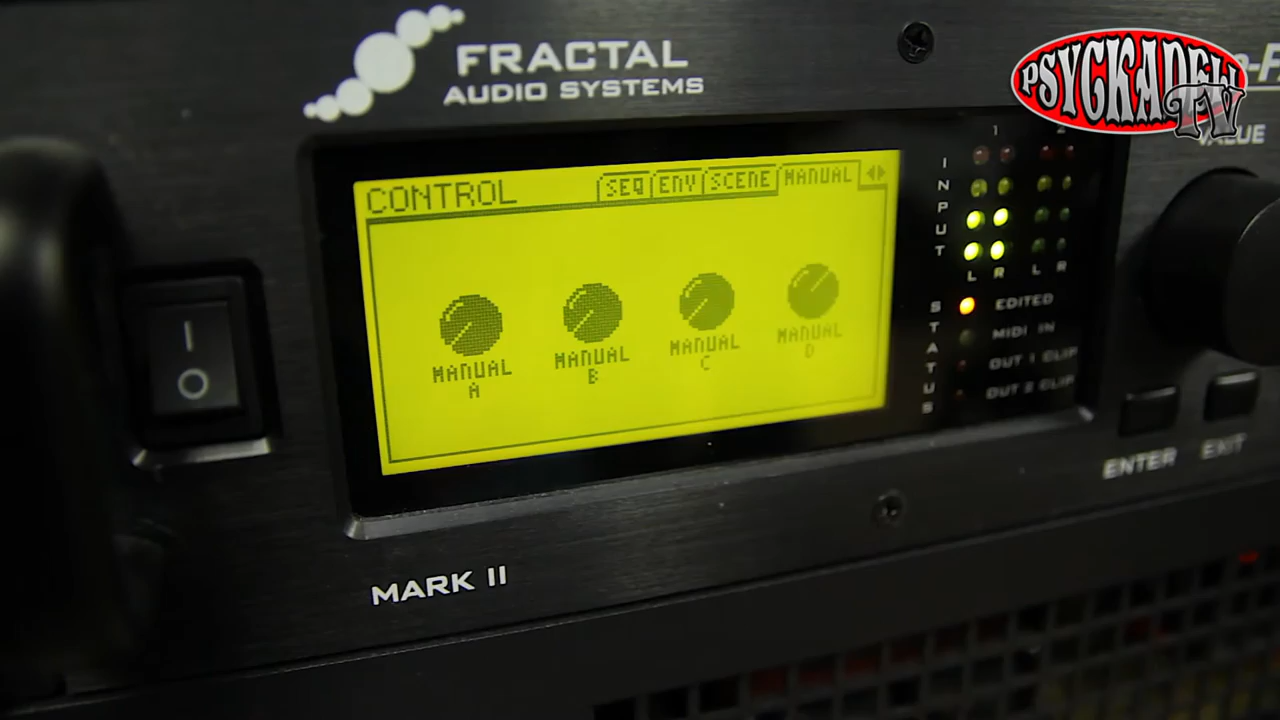 FRACTAL
AUDIO SYSTEMS
PSYCKADELI
TV
VALUE
CONTROL
SEQ ENV SCENE MANUAL
MANUAL A
MANUAL B
MANUAL C
MANUAL D
INPUT
1 2
L R L R
STATUS
EDITED
MIDI IN
OUT 1 CLIP
OUT 2 CLIP
ENTER EXIT
MARK II